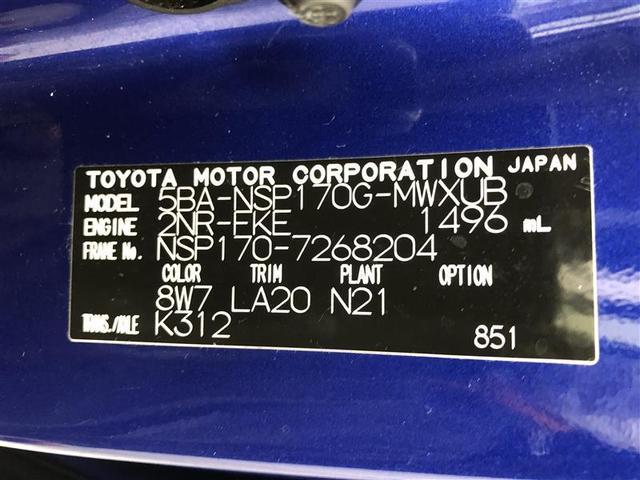 TOYOTA MOTOR CORPORATION JAPAN
MODEL 5BA-NSP170G-MWXUB
ENGINE 2NR-FKE 1496 mL
FRAME No. NSP170-7268204
COLOR TRIM PLANT OPTION
8W7 LA20 N21
TRANS./AXLE K312
851